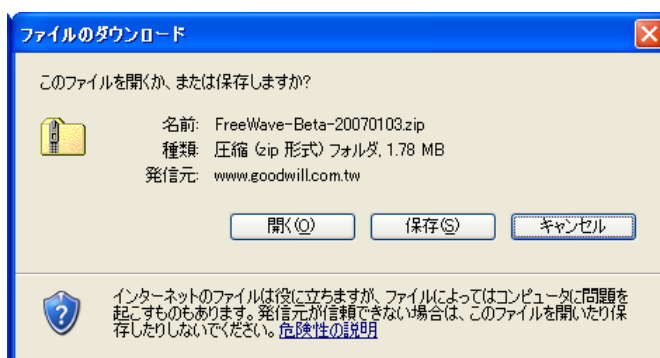 ファイルのダウンロード
このファイルを開くか、または保存しますか?
名前: FreeWave-Beta-20070103.zip
種類: 圧縮 (zip 形式) フォルダ, 1.78 MB
発信元: www.goodwill.com.tw
開く(O) 保存(S) キャンセル
インターネットのファイルは役に立ちますが、ファイルによってはコンピュータに問題を
起こすものもあります。発信元が信頼できない場合は、このファイルを開いたり保
存したりしないでください。危険性の説明